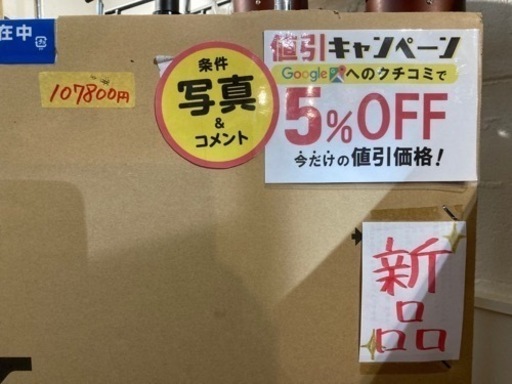 在中
107800円
条件
写真
&
コメント
値引キャンペーン
Googleへのクチコミで
5%OFF
今だけの値引価格!
新
品